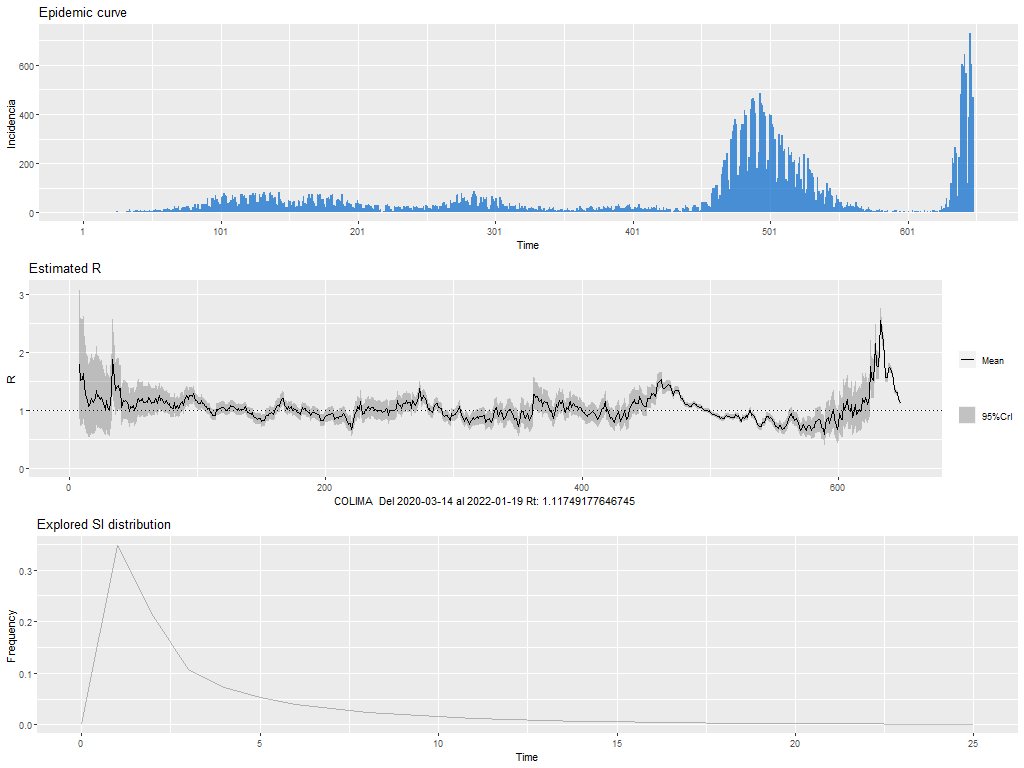 Epidemic curve
Incidencia
600
400
200
0
1
101
201
301
401
501
601
Time
Estimated R
R
3
2
1
0
0
200
400
600
Mean
95%CrI
COLIMA Del 2020-03-14 al 2022-01-19 Rt: 1.11749177646745
Explored SI distribution
Frequency
0.3
0.2
0.1
0.0
0
5
10
15
20
25
Time